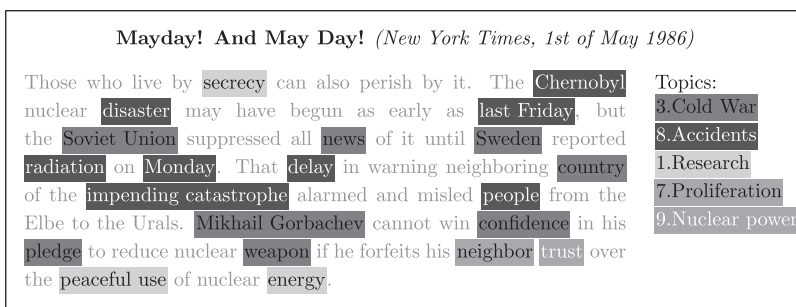 Mayday! And May Day! (New York Times, 1st of May 1986)
Those who live by secrecy can also perish by it. The Chernobyl
nuclear disaster may have begun as early as last Friday, but
the Soviet Union suppressed all news of it until Sweden reported
radiation on Monday. That delay in warning neighboring country
of the impending catastrophe alarmed and misled people from the
Elbe to the Urals. Mikhail Gorbachev cannot win confidence in his
pledge to reduce nuclear weapon if he forfeits his neighbor trust over
the peaceful use of nuclear energy.
Topics:
3.Cold War
8.Accidents
1.Research
7.Proliferation
9.Nuclear power